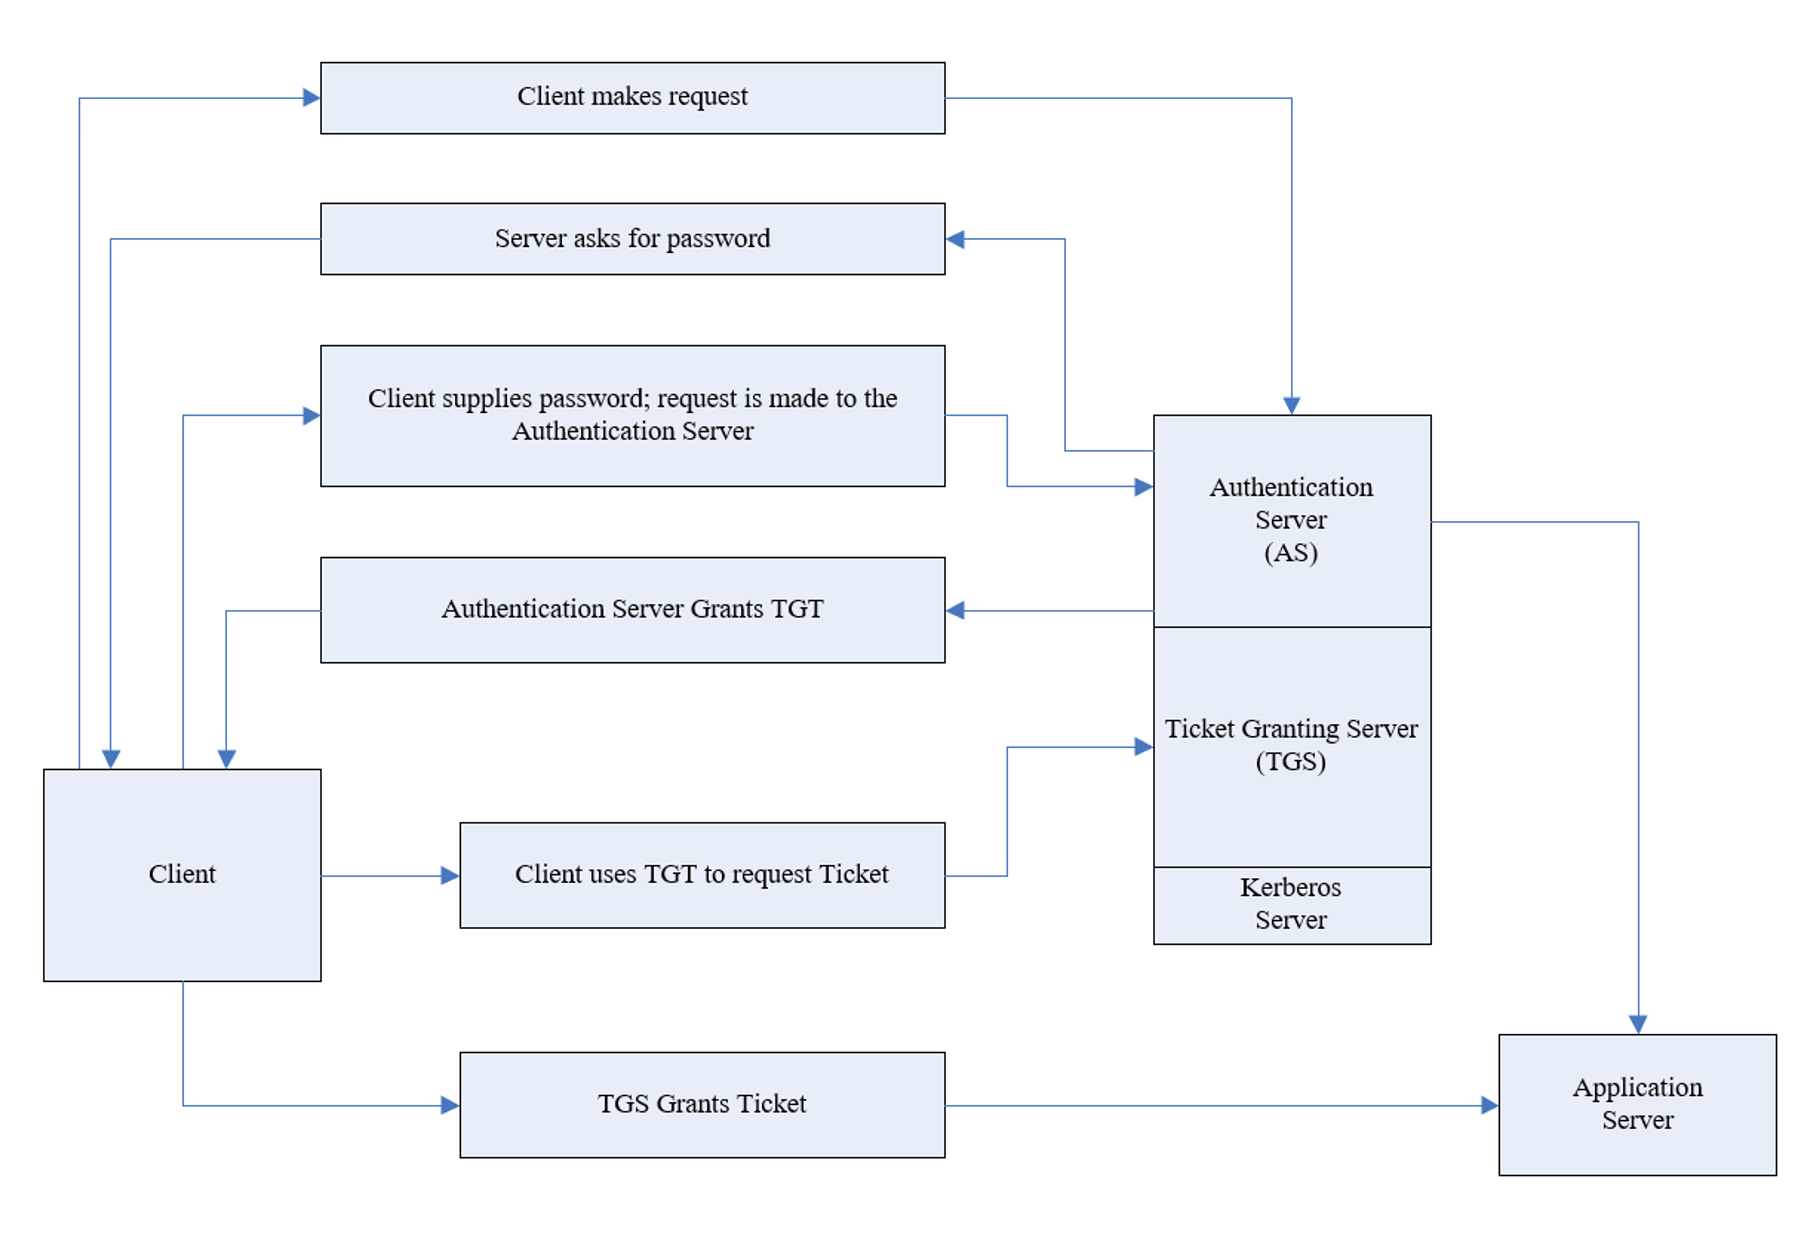 Client makes request
Server asks for password
Client supplies password; request is made to the
Authentication Server
Authentication
Server
(AS)
Authentication Server Grants TGT
Ticket Granting Server
(TGS)
Client
Client uses TGT to request Ticket
Kerberos
Server
TGS Grants Ticket
Application
Server